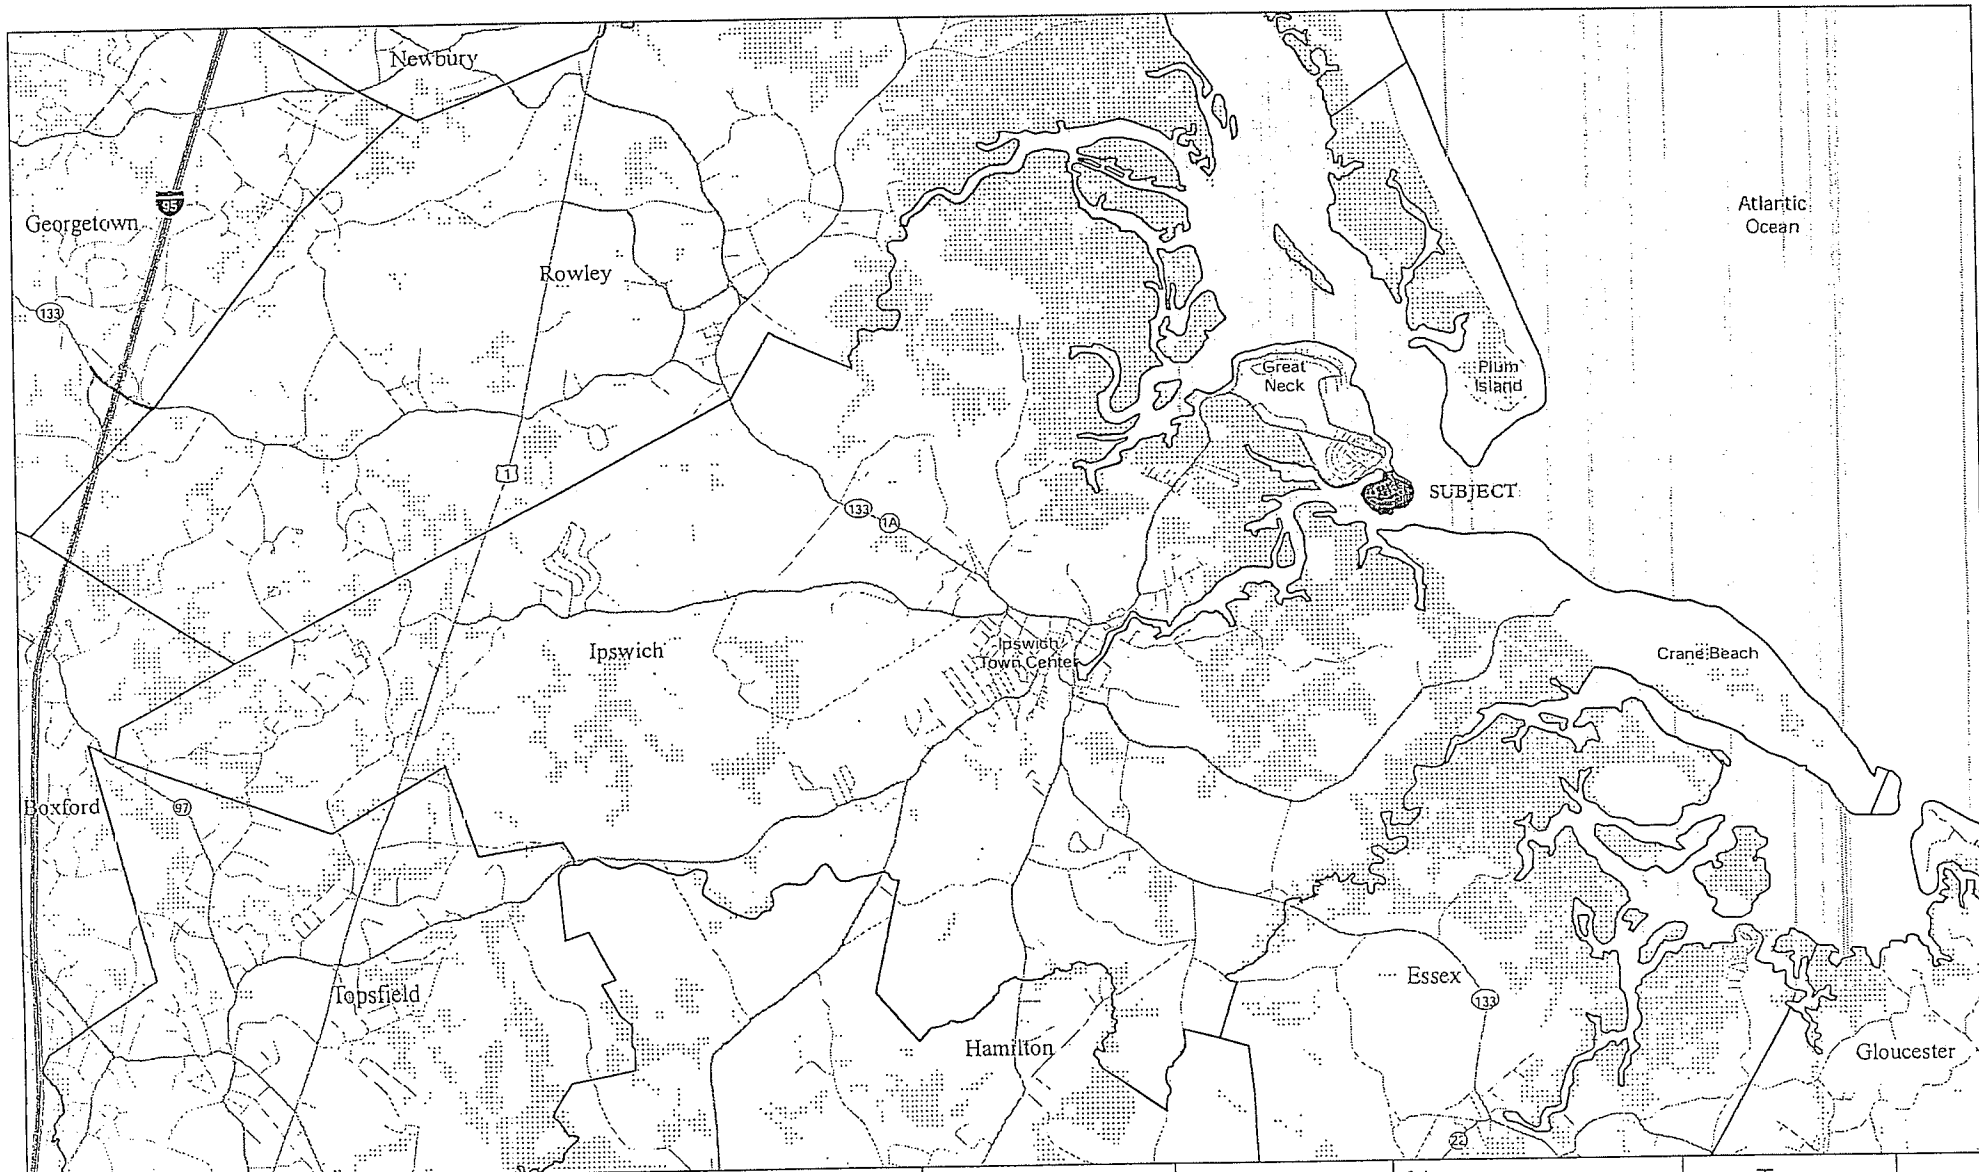 Newbury
95
Georgetown
Atlantic
Ocean
Rowley
133
Great
Neck
Plum
Island
1
SUBJECT
133
1A
Ipswich
Ipswich
Town Center
Crane Beach
Boxford
97
Topsfield
Essex
133
Hamilton
Gloucester
22